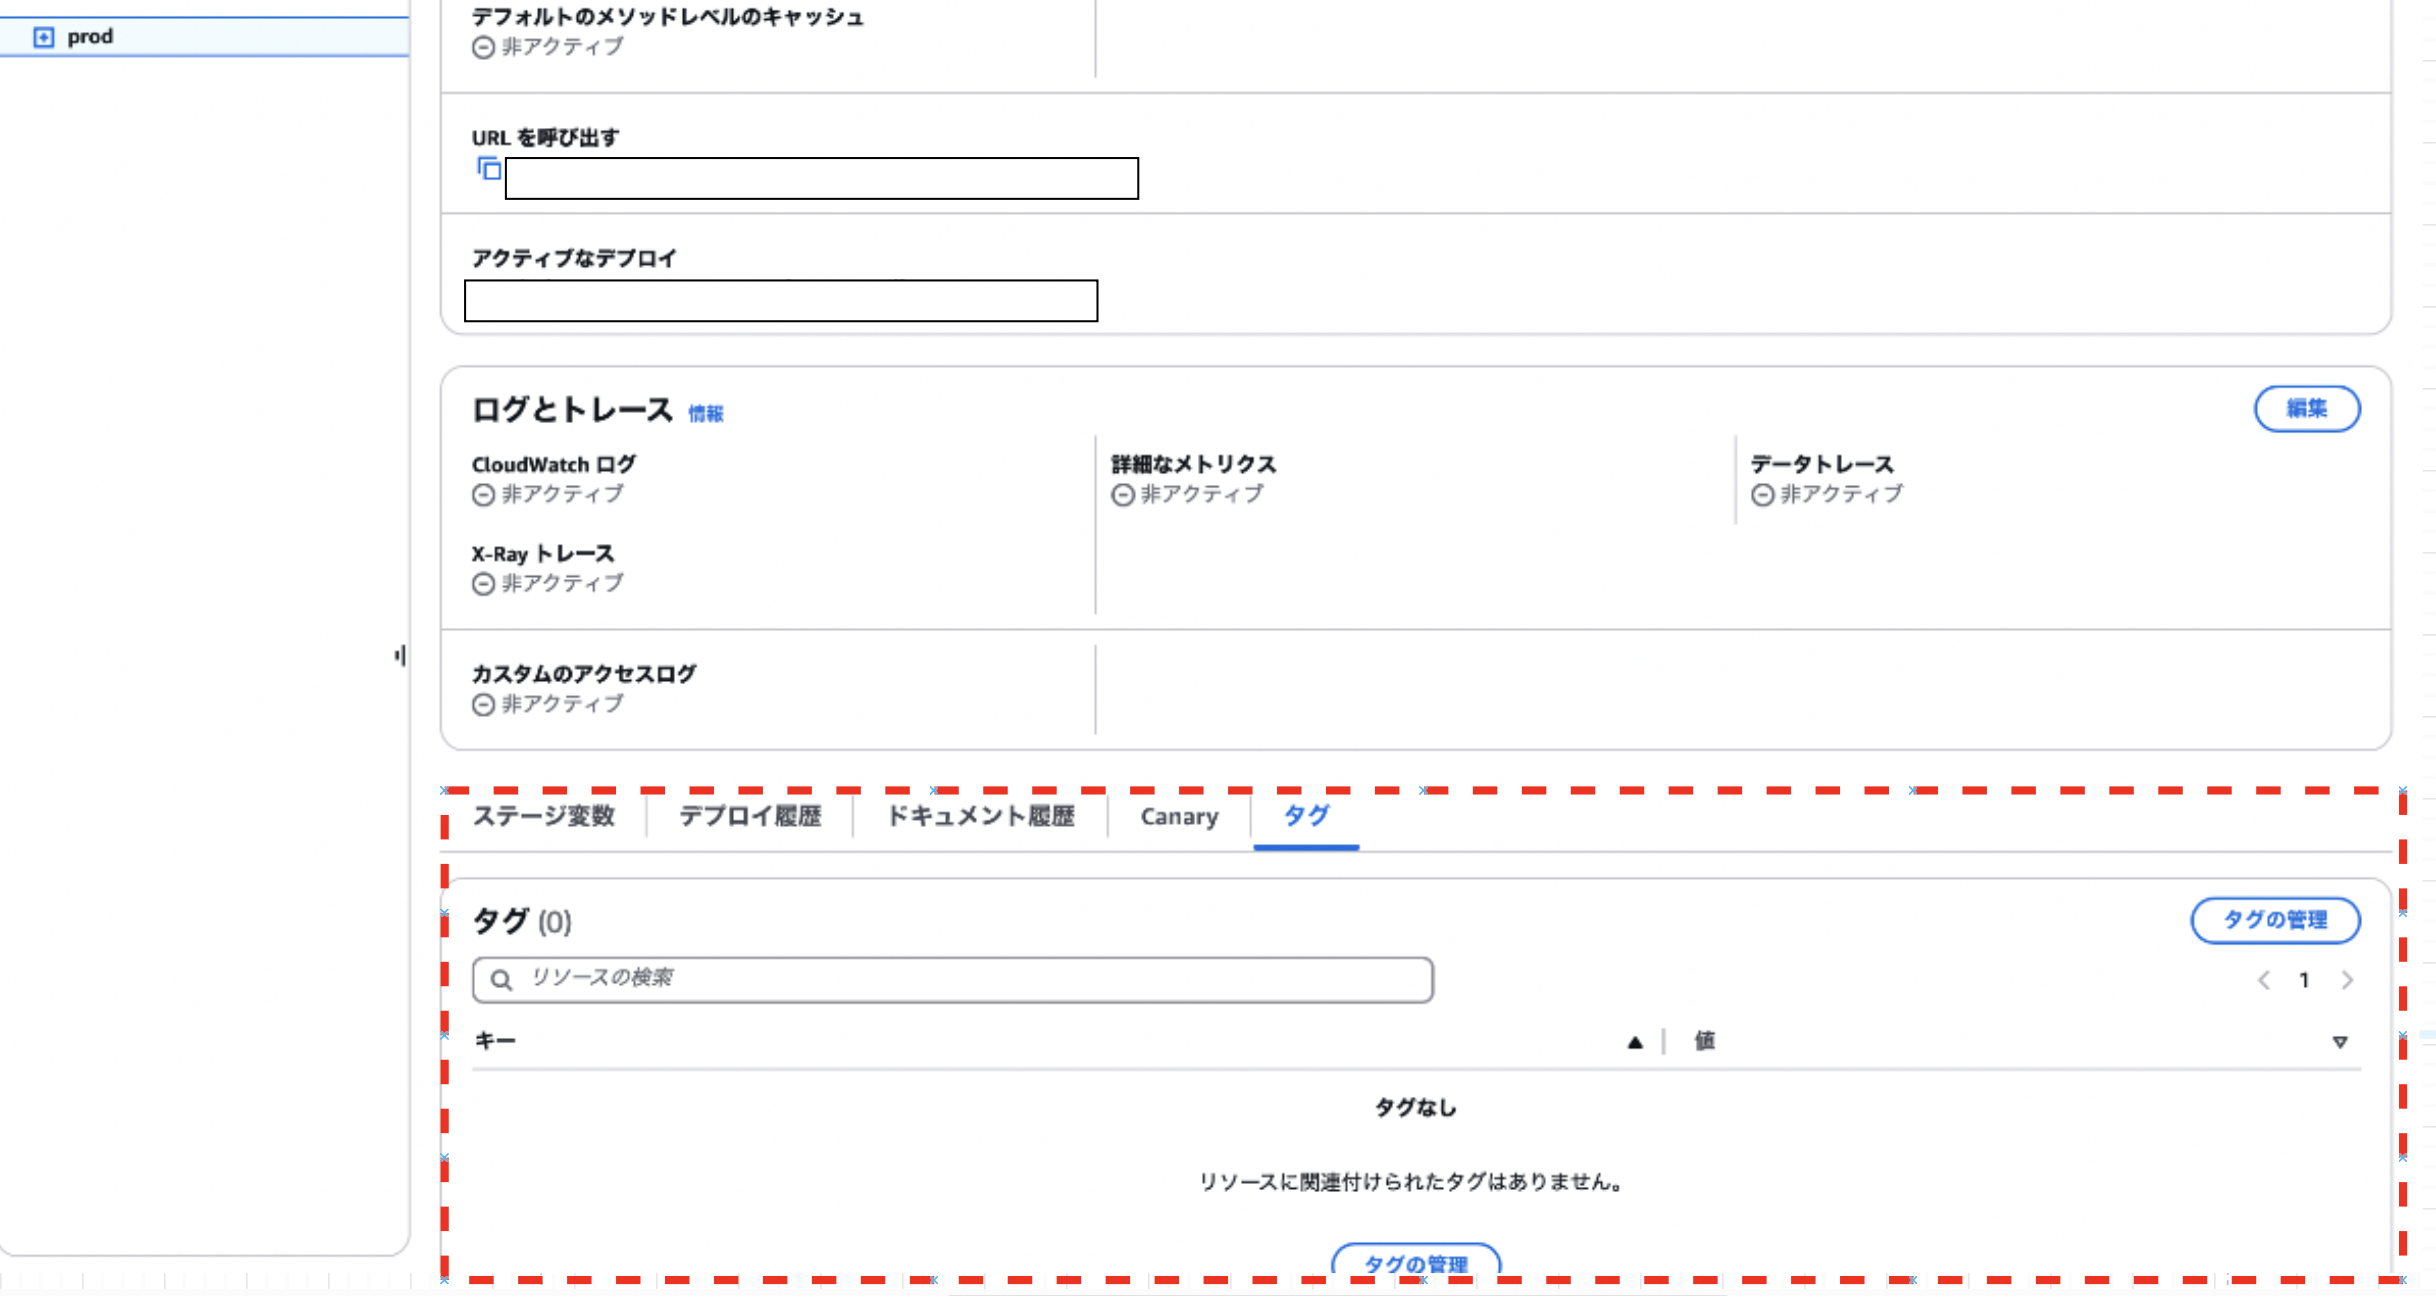 prod
デフォルトのメソッドレベルのキャッシュ
非アクティブ
URL を呼び出す
アクティブなデプロイ
ログとトレース 情報
編集
CloudWatch ログ
非アクティブ
詳細なメトリクス
非アクティブ
データトレース
非アクティブ
X-Ray トレース
非アクティブ
カスタムのアクセスログ
非アクティブ
ステージ変数 デプロイ履歴 ドキュメント履歴 Canary タグ
タグ (0)
タグの管理
リソースの検索
1
キー 値
タグなし
リソースに関連付けられたタグはありません。
タグの管理